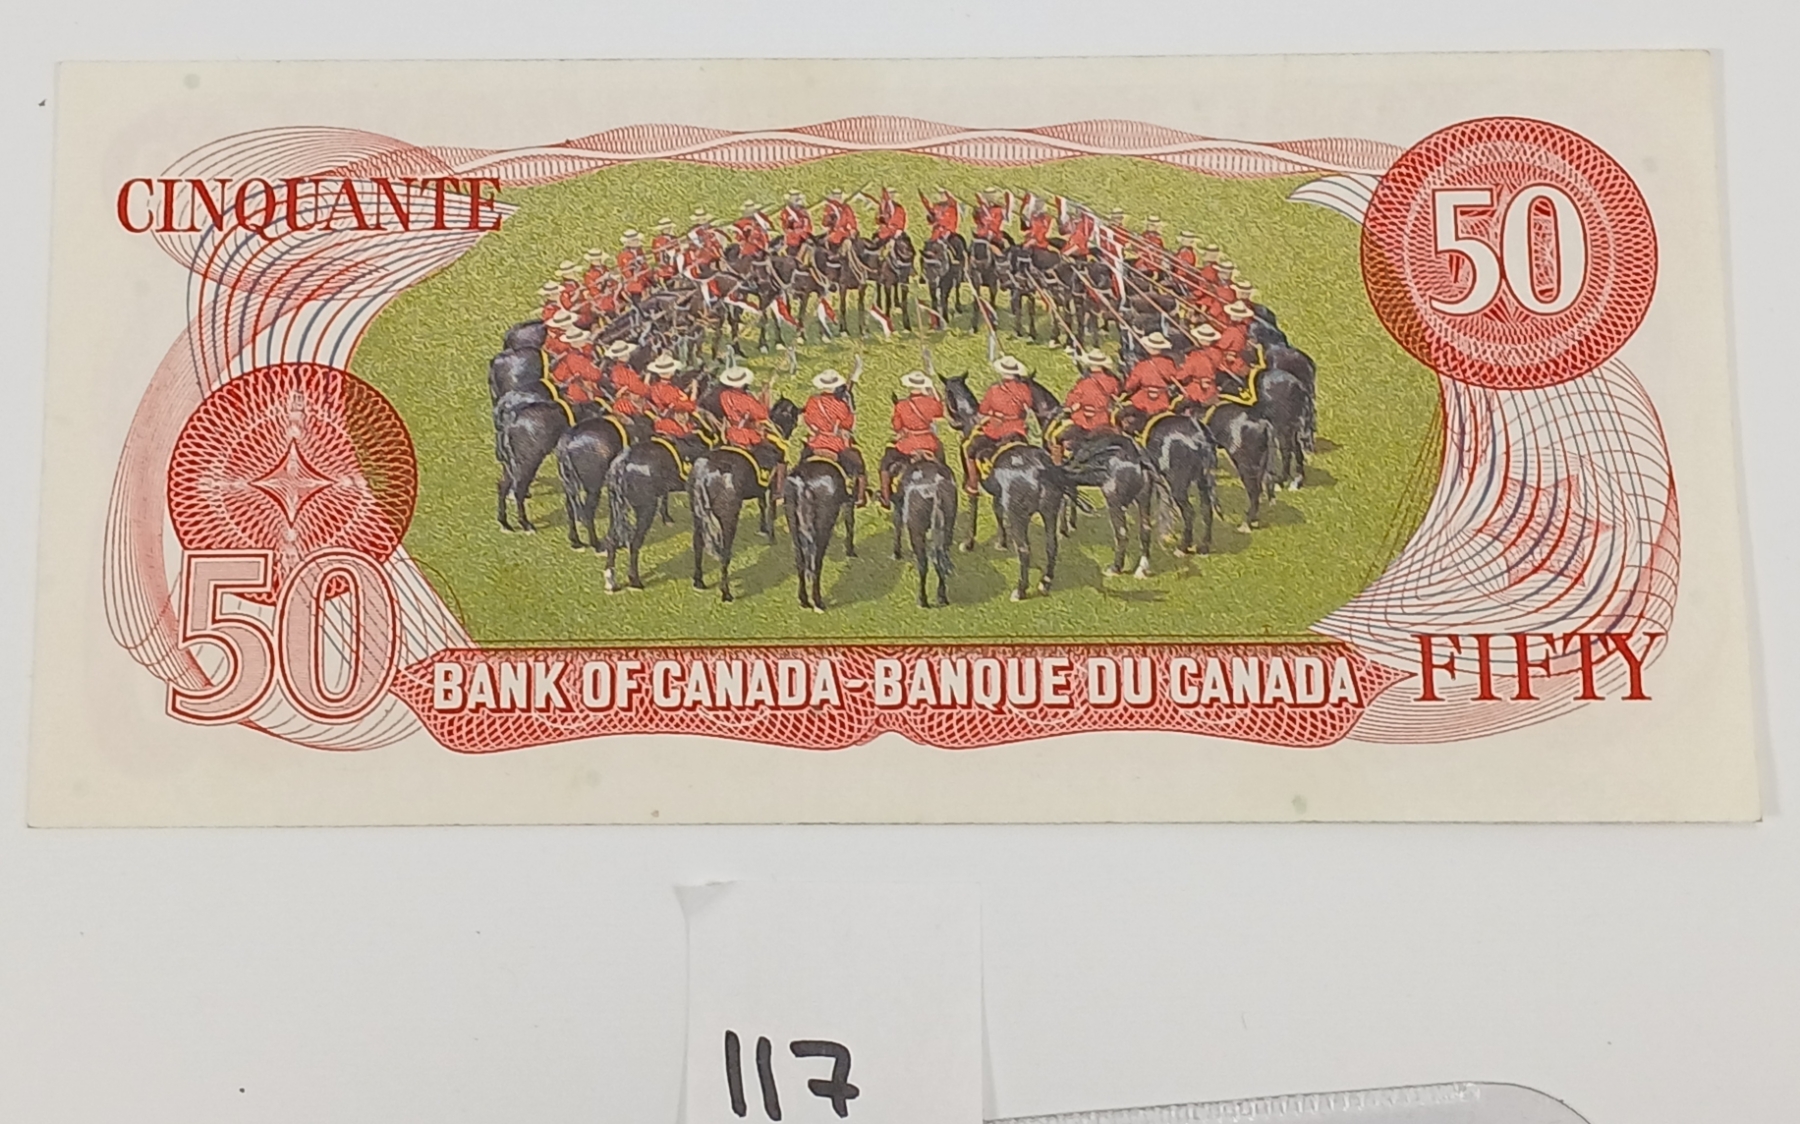 CINQUANTE
50
50
BANK OF CANADA-BANQUE DU CANADA
FIFTY
117